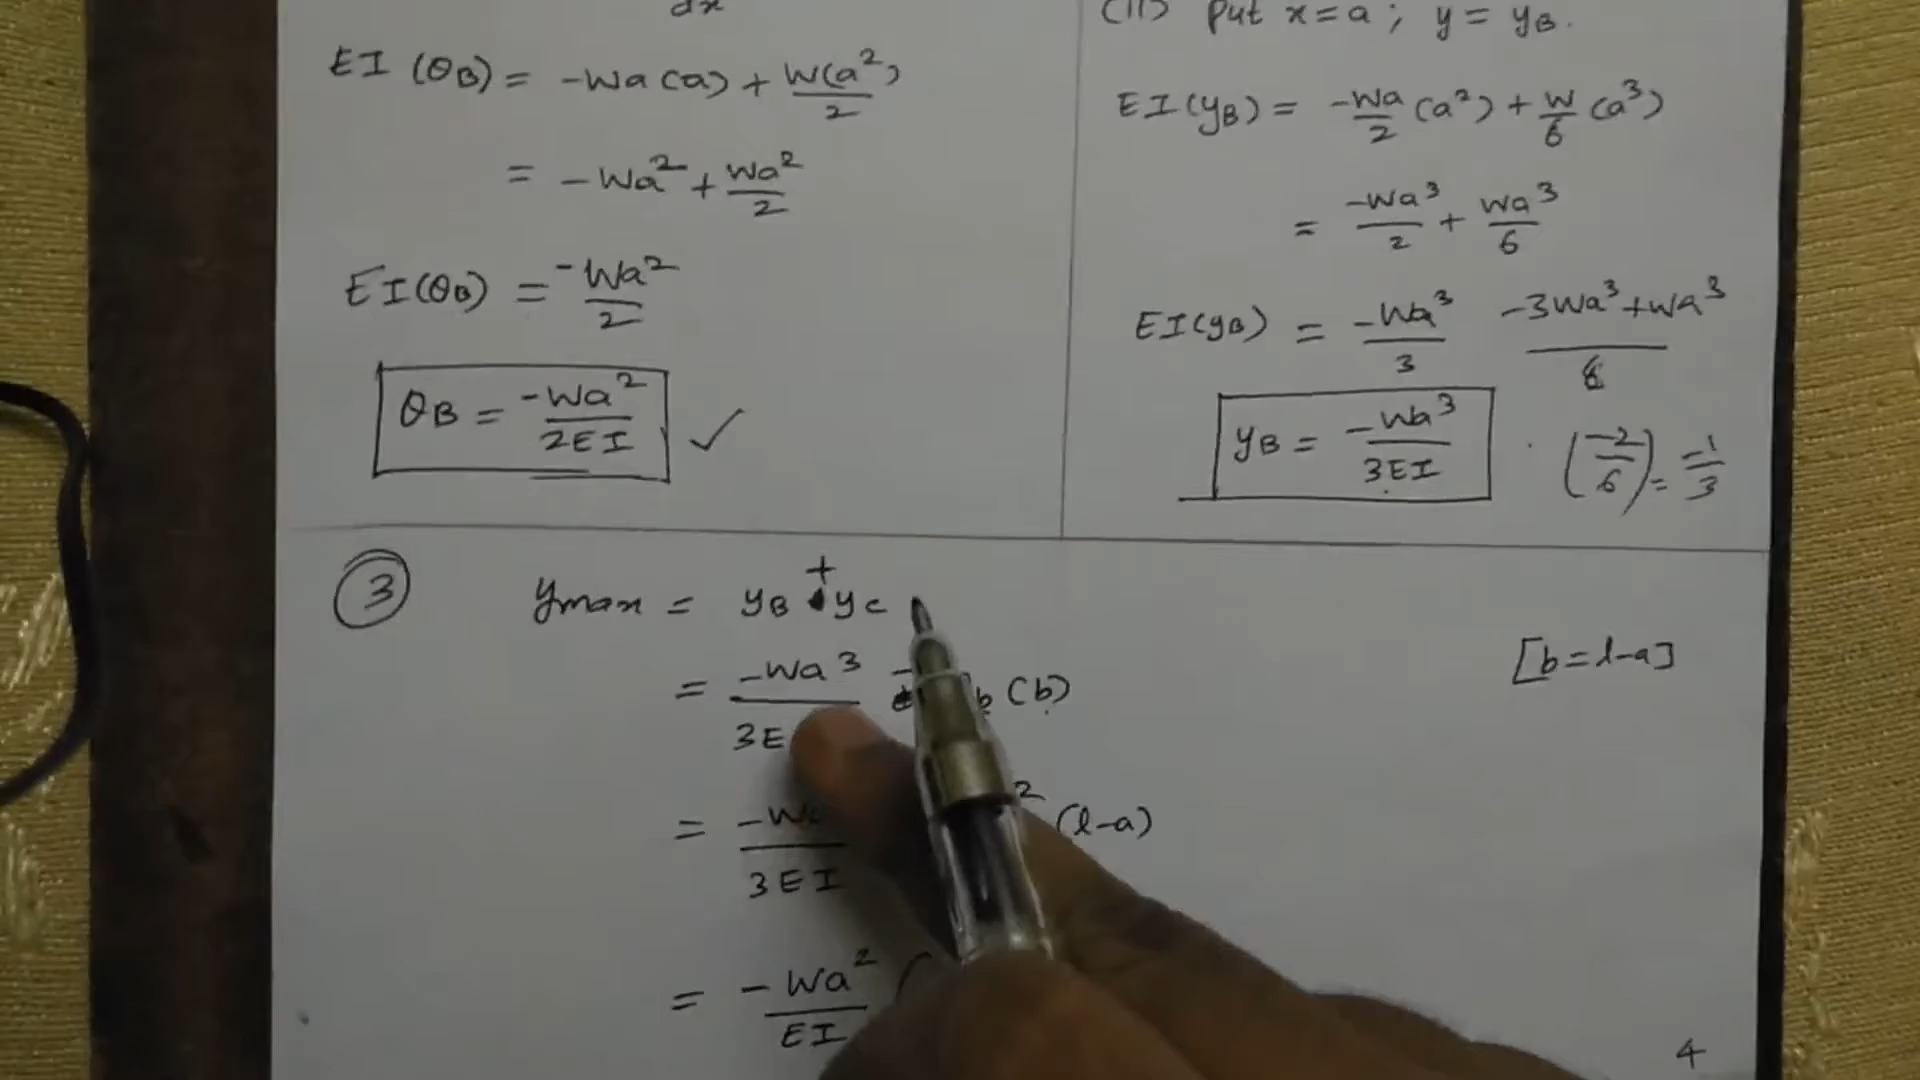 dx
EI (θB) = -Wa (a) + W(a²)/2
= -Wa² + Wa²/2
EI(θB) = -Wa²/2
θB = -Wa²/2EI ✓
(ii) Put x = a ; y = yB.
EI(yB) = -Wa/2 (a²) + W/6 (a³)
= -Wa³/2 + Wa³/6
EI(yB) = -Wa³/3 -3Wa³+Wa³/6
yB = -Wa³/3EI (-2/6) = -1/3
③ ymax = yB + yc
[b = l-a]
= -Wa³/3E (b)
= -W/3EI ² (l-a)
= -Wa²/EI (
4